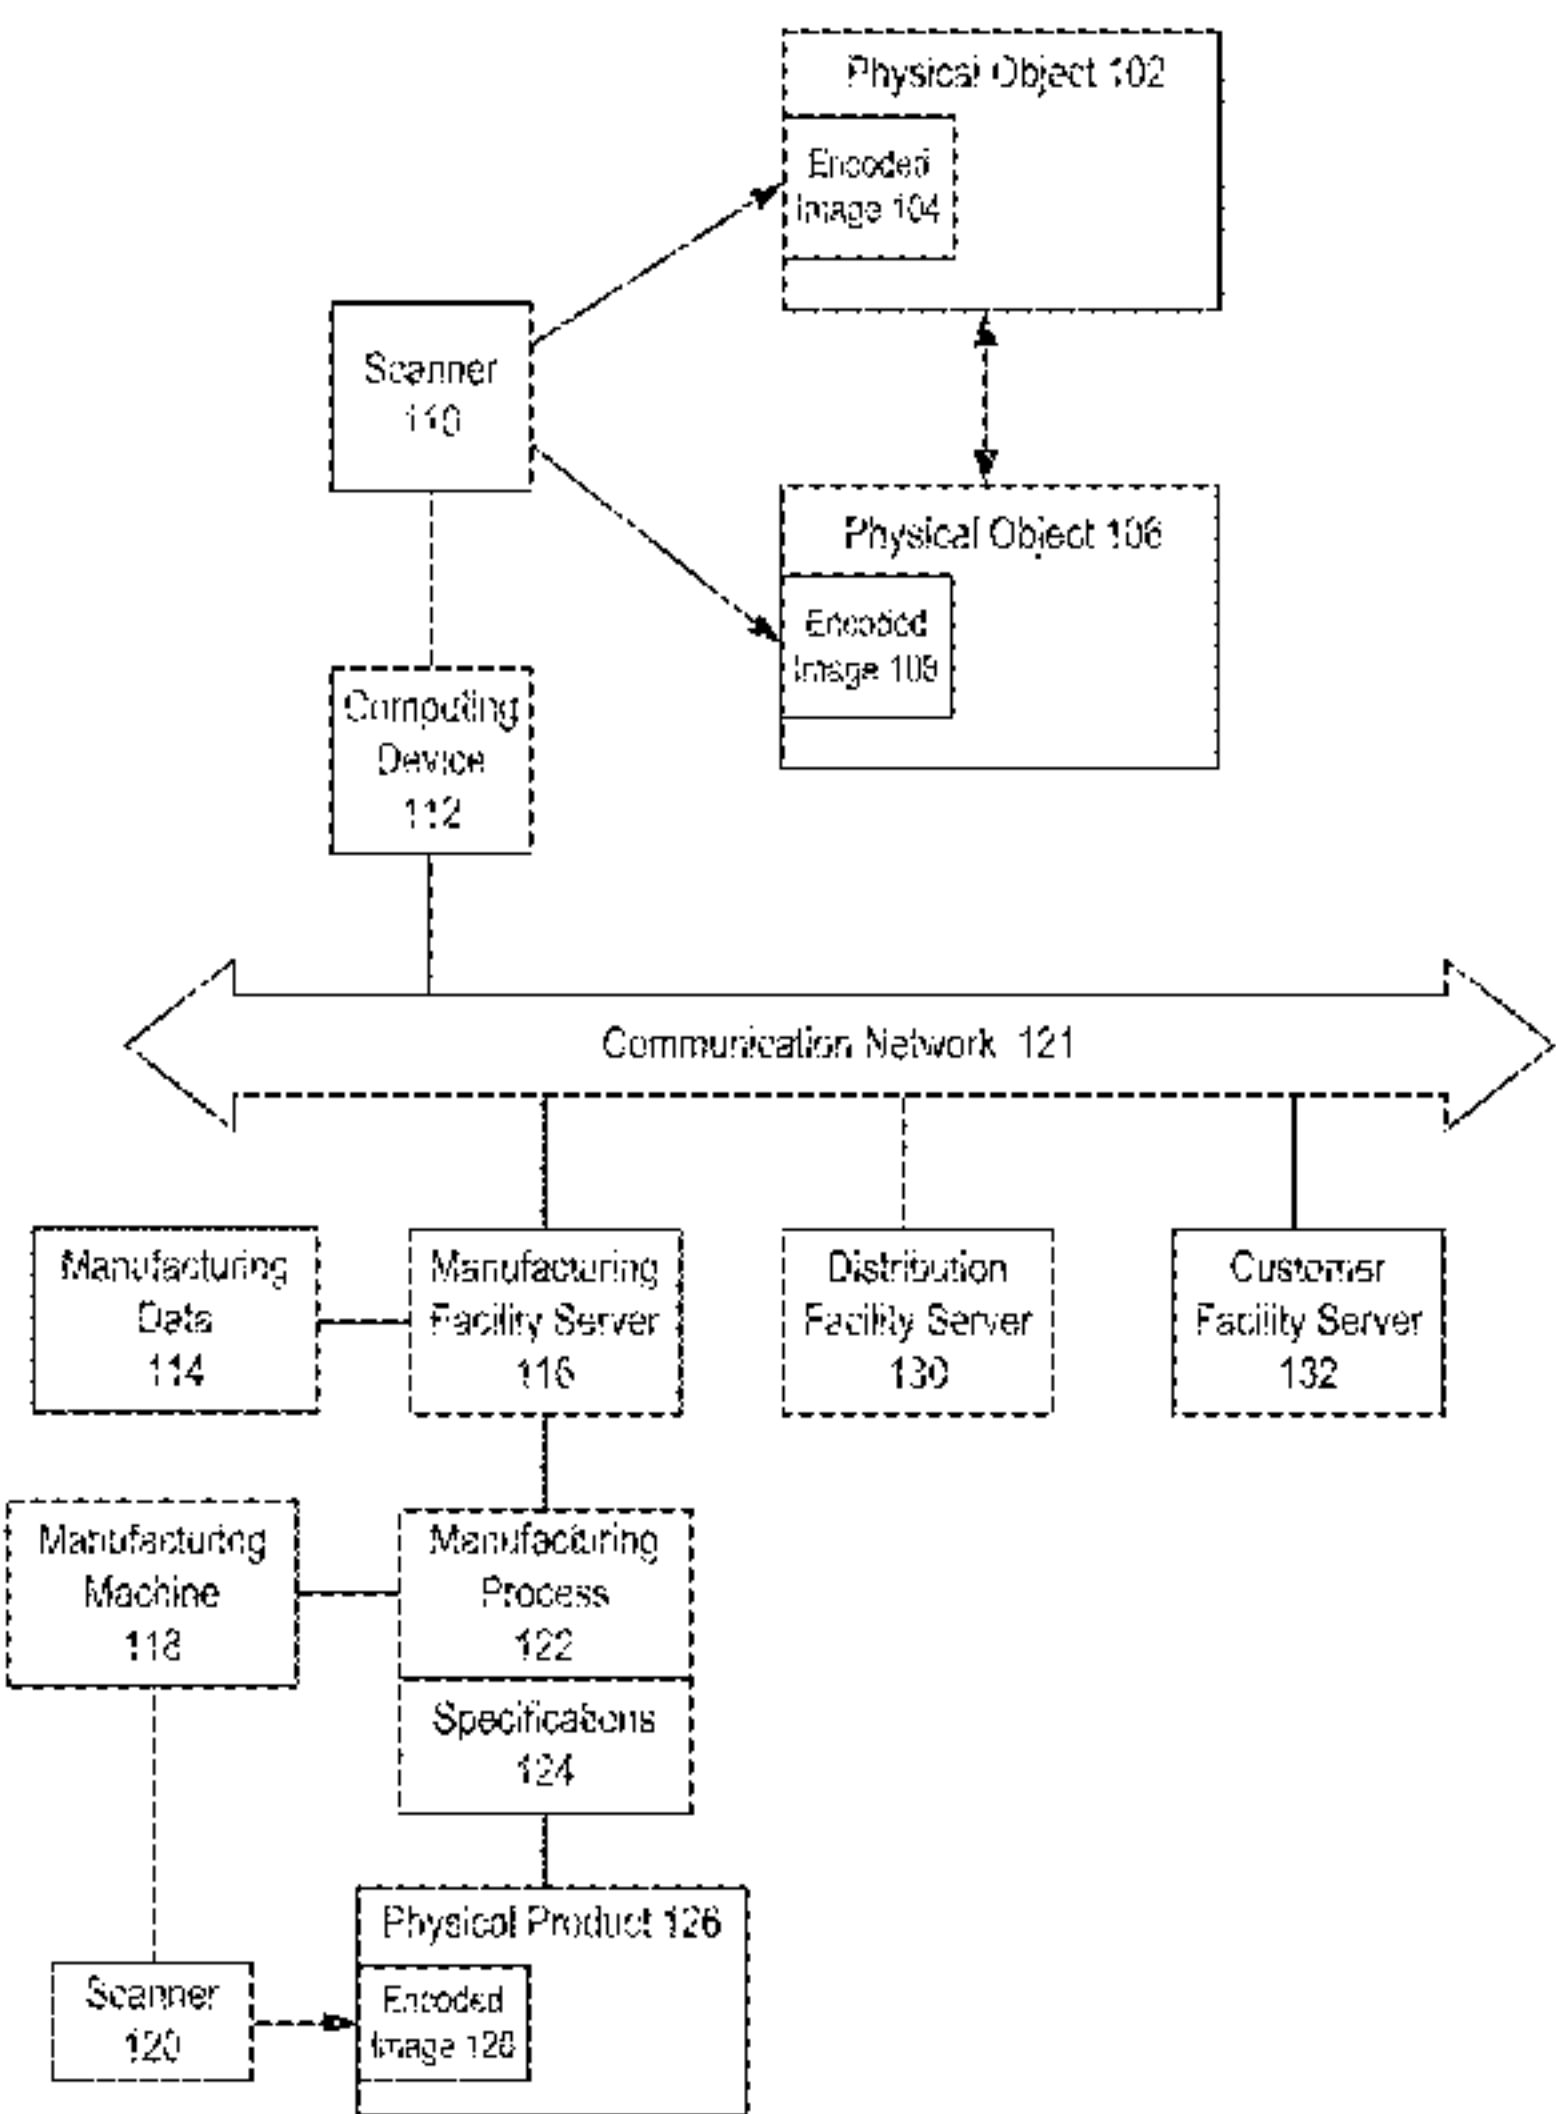 Physical Object 102
Encoded
Image 104
Scanner
110
Physical Object 106
Encoded
Image 108
Computing
Device
112
Communication Network 121
Manufacturing
Data
114
Manufacturing
Facility Server
116
Distribution
Facility Server
130
Customer
Facility Server
132
Manufacturing
Machine
118
Manufacturing
Process
122
Specifications
124
Physical Product 126
Scanner
120
Encoded
Image 128